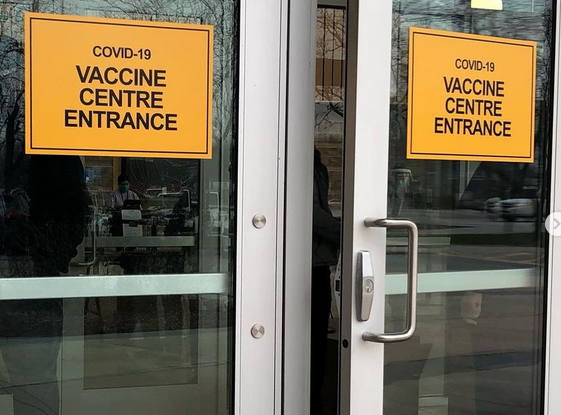 COVID-19
VACCINE
CENTRE
ENTRANCE
COVID-19
VACCINE
CENTRE
ENTRANCE